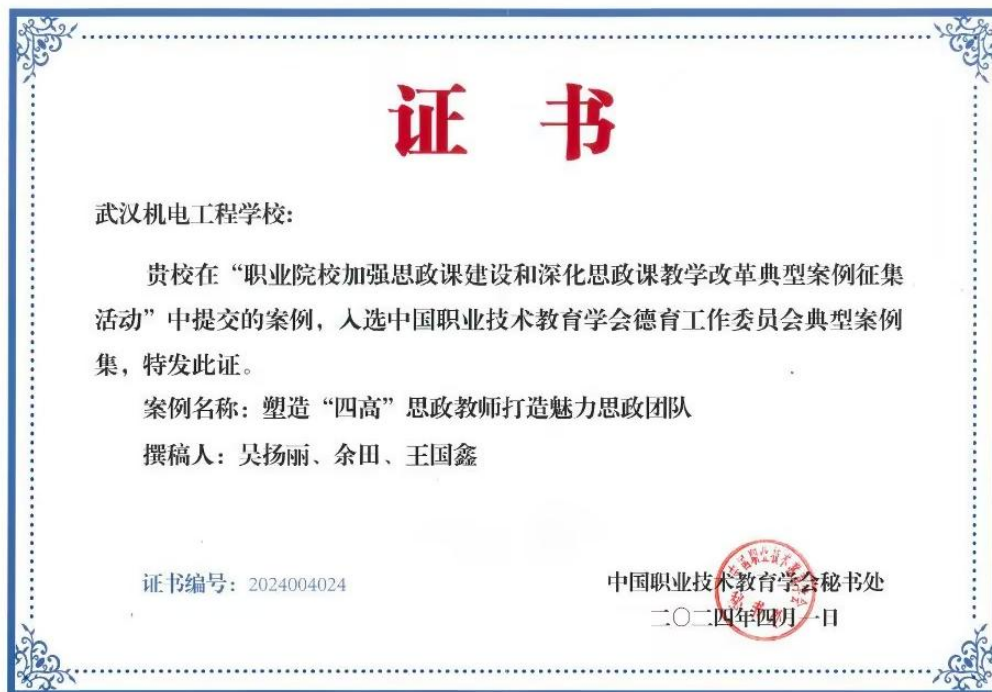 证 书
武汉机电工程学校:
贵校在“职业院校加强思政课建设和深化思政课教学改革典型案例征集
活动”中提交的案例，入选中国职业技术教育学会德育工作委员会典型案例
集，特发此证。
案例名称：塑造“四高”思政教师打造魅力思政团队
撰稿人：吴扬丽、余田、王国鑫
证书编号：2024004024
中国职业技术教育学会秘书处
二〇二四年四月一日